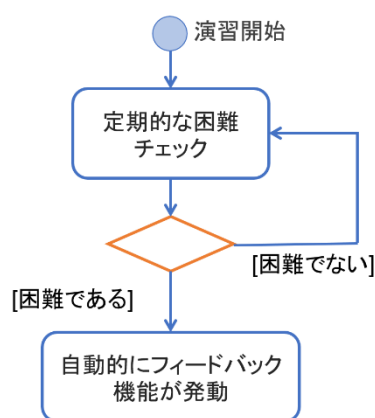 演習開始
定期的な困難
チェック
[困難でない]
[困難である]
自動的にフィードバック
機能が発動